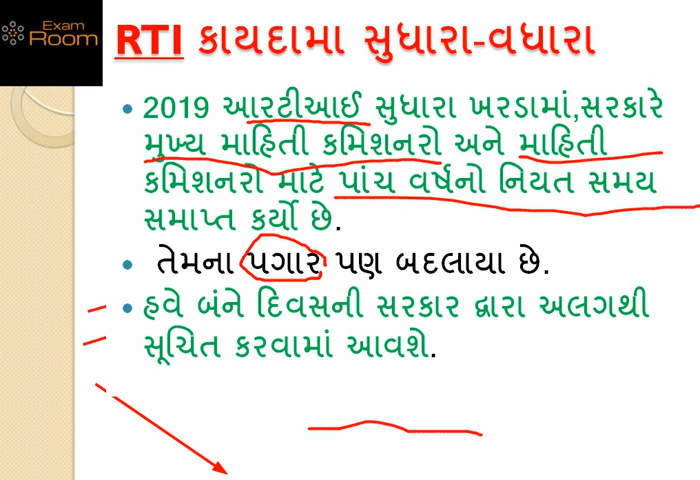 Exam
Room
RTI કાયદામા સુધારા-વધારા
2019 આરટીઆઈ સુધારા ખરડામાં,સરકારે
મુખ્ય માહિતી કમિશનરો અને માહિતી
કમિશનરો માટે પાંચ વર્ષનો નિયત સમય
સમાપ્ત કર્યો છે.
તેમના પગાર પણ બદલાયા છે.
હવે બંને દિવસની સરકાર દ્વારા અલગથી
સૂચિત કરવામાં આવશે.